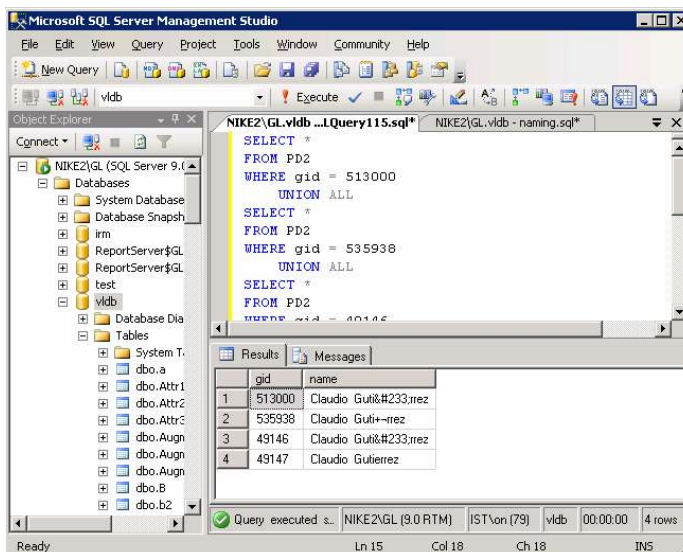 Microsoft SQL Server Management Studio
File Edit View Query Project Tools Window Community Help
New Query
vldb
Execute
Object Explorer
Connect
NIKE2\GL (SQL Server 9.(
Databases
System Database
Database Snapsh
irm
ReportServer$GL
ReportServer$GL
test
vldb
Database Dia
Tables
System T.
dbo.a
dbo.Attr1
dbo.Attr2
dbo.Attr3
dbo.Augn
dbo.Augn
dbo.Augn
dbo.B
dbo.b2
NIKE2\GL.vldb ...LQuery115.sql* NIKE2\GL.vldb - naming.sql*
SELECT *
FROM PD2
WHERE gid = 513000
UNION ALL
SELECT *
FROM PD2
WHERE gid = 535938
UNION ALL
SELECT *
FROM PD2
WHERE gid = 49146
Results Messages
gid name
1 513000 Claudio Guti&#233;rrez
2 535938 Claudio Guti+¬rrez
3 49146 Claudio Guti&#233;rrez
4 49147 Claudio Gutierrez
Query executed s... NIKE2\GL (9.0 RTM) IST\on (79) vldb 00:00:00 4 rows
Ready Ln 15 Col 18 Ch 18 INS